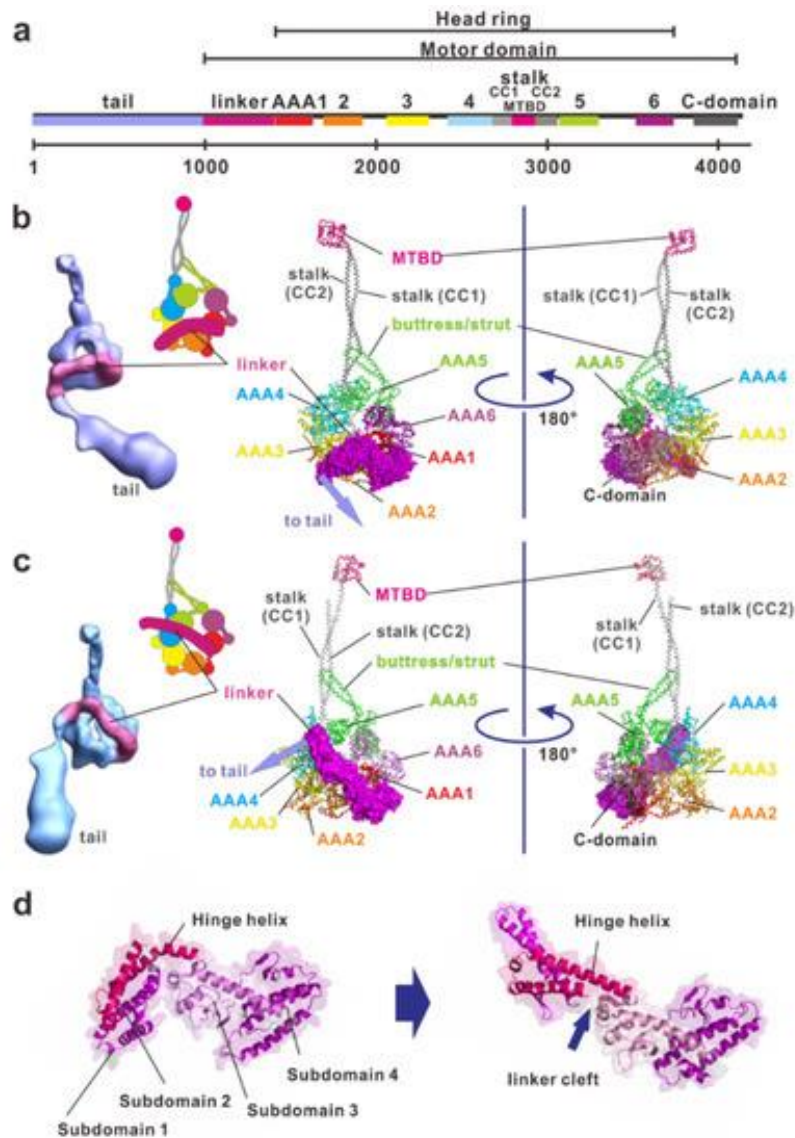 a
Head ring
Motor domain
stalk
CC1 CC2
tail linker AAA1 2 3 4 MTBD 5 6 C-domain
1 1000 2000 3000 4000
b
MTBD
stalk
(CC2)
stalk (CC1)
stalk (CC1)
stalk
(CC2)
buttress/strut
linker
AAA5
AAA5
AAA4
AAA4
AAA6
180°
AAA3
AAA3
AAA1
tail
AAA2
AAA2
C-domain
to tail
c
MTBD
stalk
(CC1)
stalk (CC2)
stalk
(CC1)
stalk (CC2)
buttress/strut
linker
AAA5
AAA5
AAA4
to tail
AAA6
180°
AAA4
AAA1
AAA3
AAA3
AAA2
AAA2
tail
C-domain
d
Hinge helix
Hinge helix
Subdomain 4
linker cleft
Subdomain 2
Subdomain 3
Subdomain 1